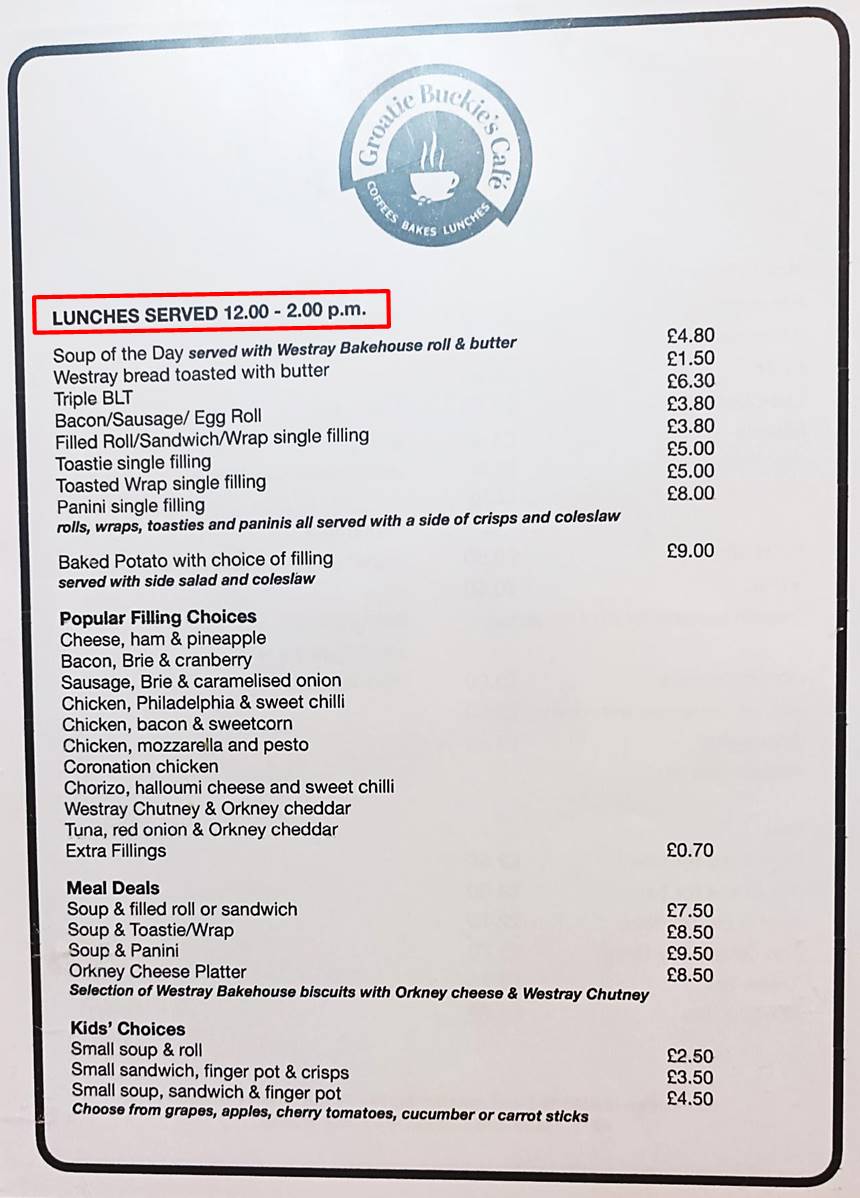 Groatie Buckie's Café
COFFEES BAKES LUNCHES
LUNCHES SERVED 12.00 - 2.00 p.m.
Soup of the Day served with Westray Bakehouse roll & butter £4.80
Westray bread toasted with butter £1.50
Triple BLT £6.30
Bacon/Sausage/ Egg Roll £3.80
Filled Roll/Sandwich/Wrap single filling £3.80
Toastie single filling £5.00
Toasted Wrap single filling £5.00
Panini single filling £8.00
rolls, wraps, toasties and paninis all served with a side of crisps and coleslaw
Baked Potato with choice of filling £9.00
served with side salad and coleslaw
Popular Filling Choices
Cheese, ham & pineapple
Bacon, Brie & cranberry
Sausage, Brie & caramelised onion
Chicken, Philadelphia & sweet chilli
Chicken, bacon & sweetcorn
Chicken, mozzarella and pesto
Coronation chicken
Chorizo, halloumi cheese and sweet chilli
Westray Chutney & Orkney cheddar
Tuna, red onion & Orkney cheddar
Extra Fillings £0.70
Meal Deals
Soup & filled roll or sandwich £7.50
Soup & Toastie/Wrap £8.50
Soup & Panini £9.50
Orkney Cheese Platter £8.50
Selection of Westray Bakehouse biscuits with Orkney cheese & Westray Chutney
Kids' Choices
Small soup & roll £2.50
Small sandwich, finger pot & crisps £3.50
Small soup, sandwich & finger pot £4.50
Choose from grapes, apples, cherry tomatoes, cucumber or carrot sticks